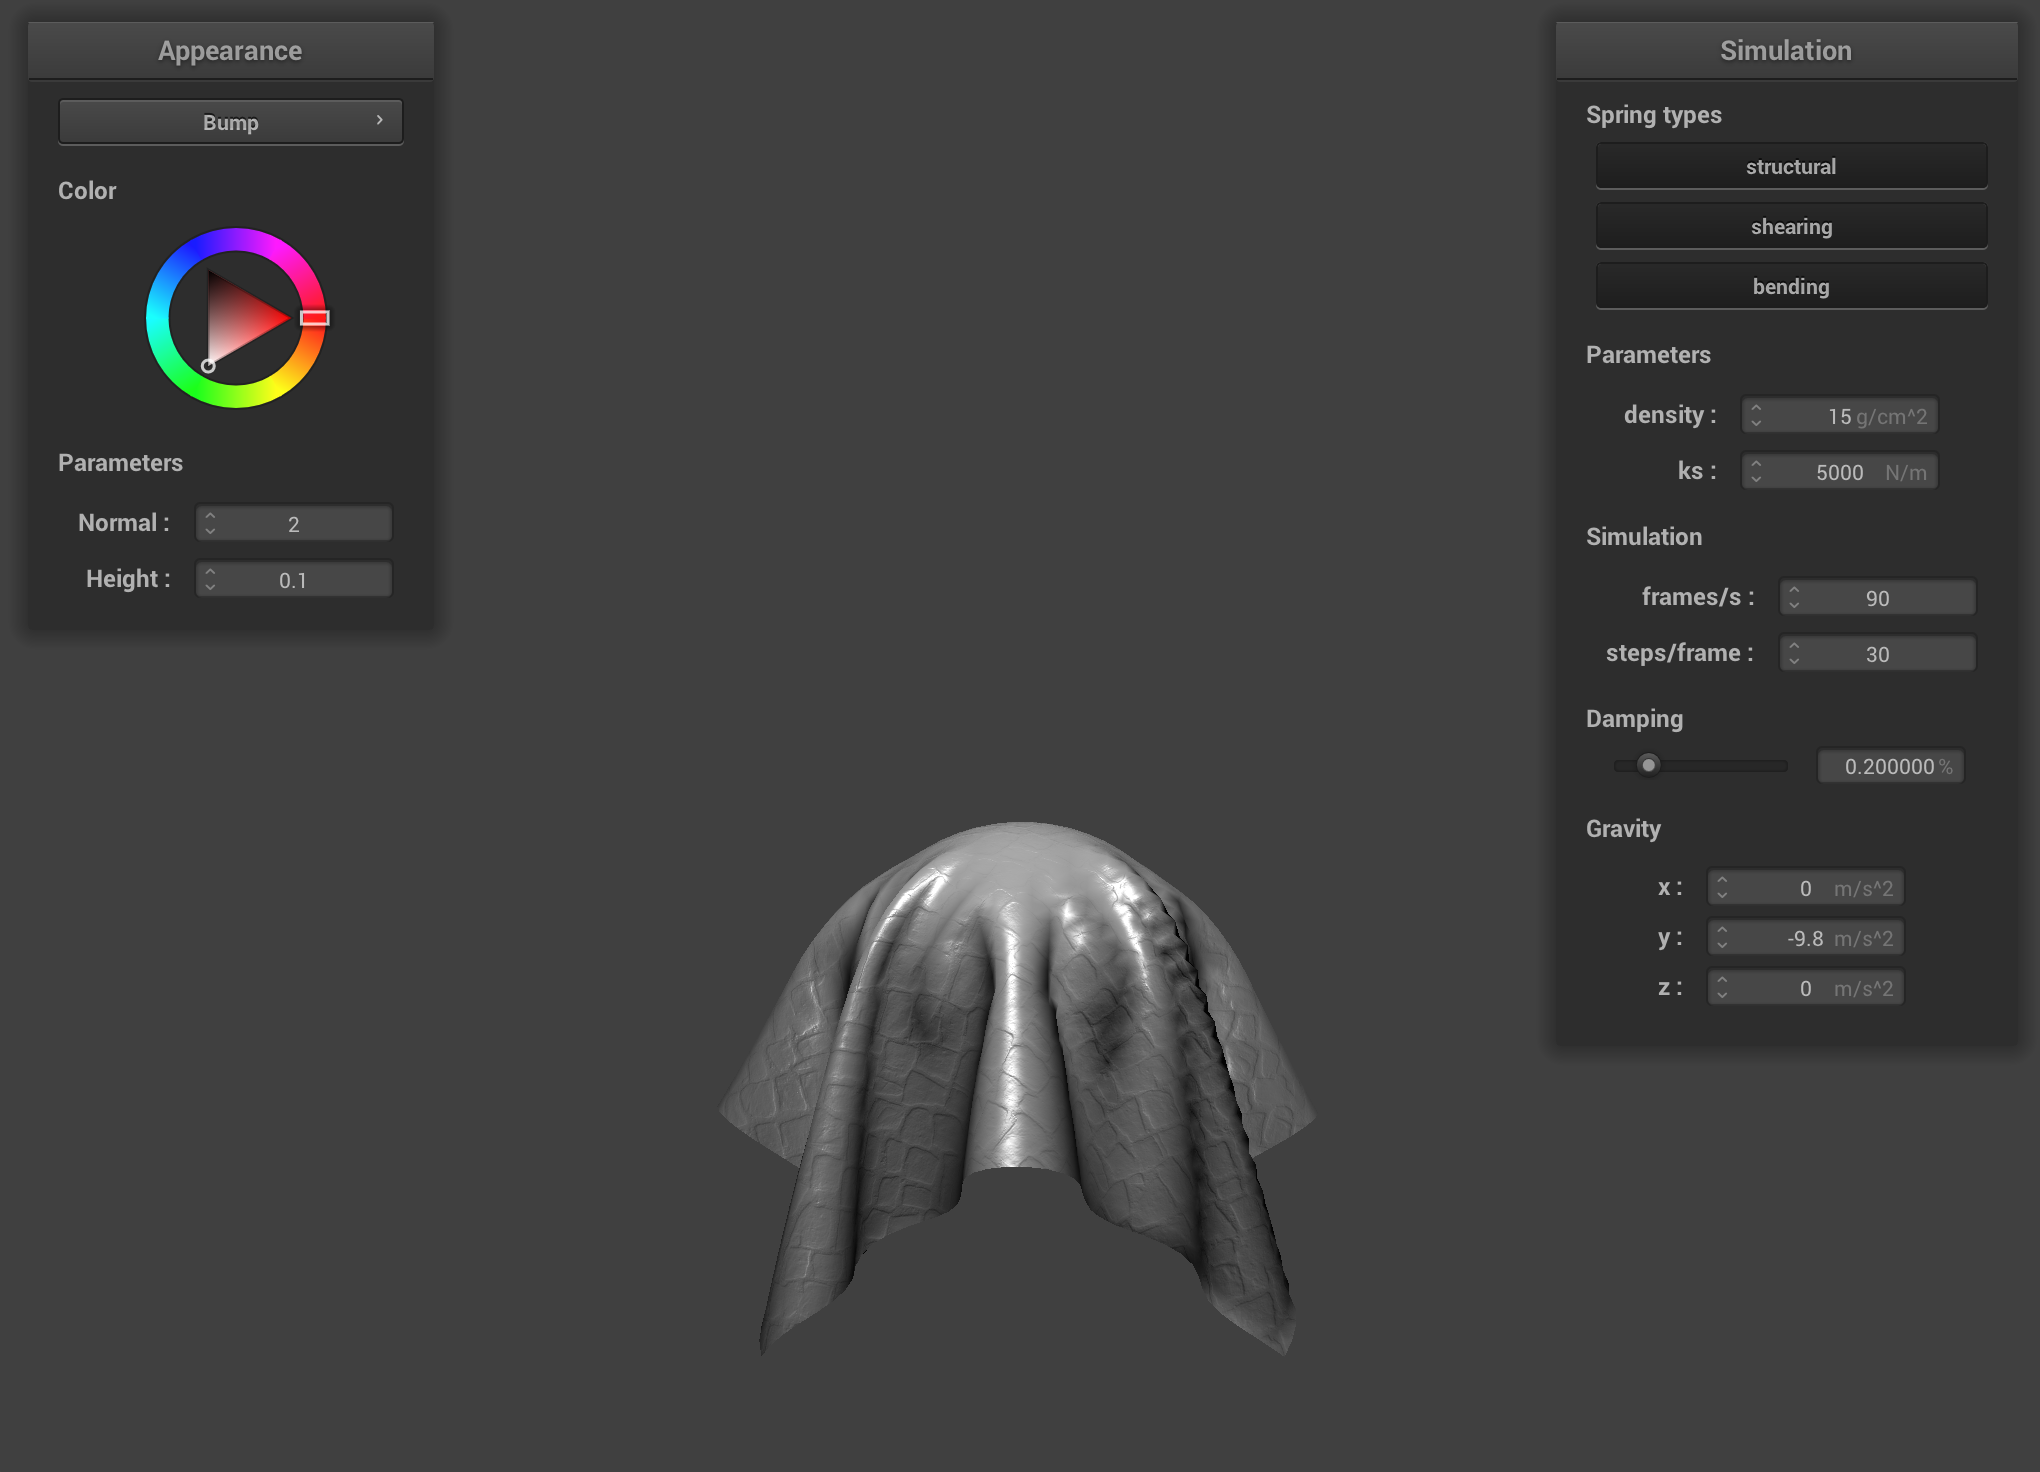 Appearance
Bump
Color
Parameters
Normal : 2
Height : 0.1
Simulation
Spring types
structural
shearing
bending
Parameters
density : 15 g/cm^2
ks : 5000 N/m
Simulation
frames/s : 90
steps/frame : 30
Damping
0.200000 %
Gravity
x : 0 m/s^2
y : -9.8 m/s^2
z : 0 m/s^2